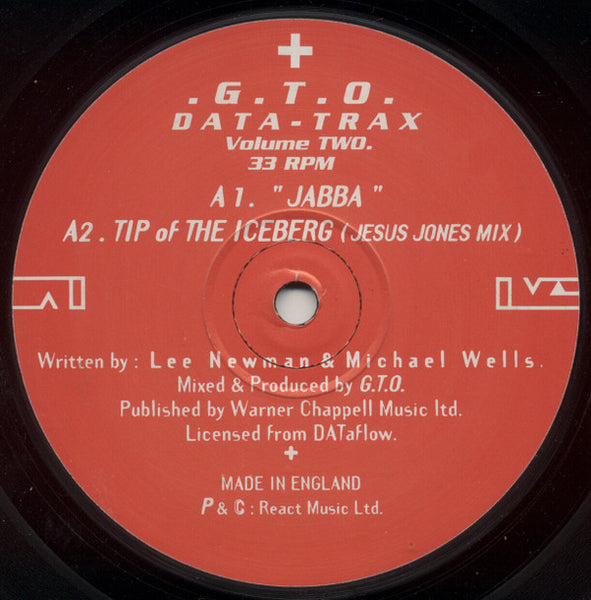 .G.T.O.
DATA-TRAX
Volume TWO.
33 RPM
A1. "JABBA"
A2. TIP of THE ICEBERG (JESUS JONES MIX)
Written by: Lee Newman & Michael Wells.
Mixed & Produced by G.T.O.
Published by Warner Chappell Music ltd.
Licensed from DATaflow.
MADE IN ENGLAND
P & C : React Music Ltd.